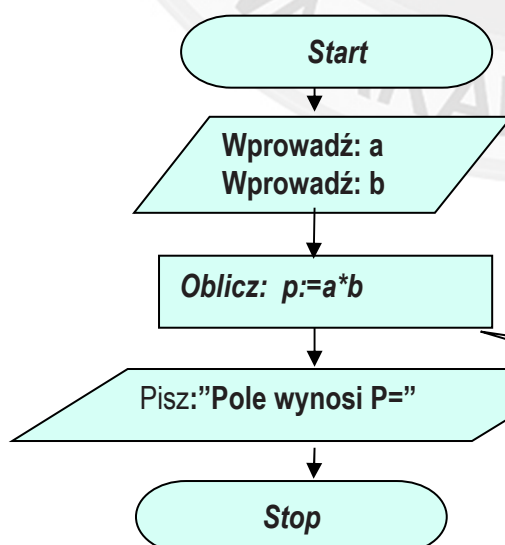 Start
Wprowadź: a
Wprowadź: b
Oblicz: p:=a*b
Pisz:”Pole wynosi P=”
Stop